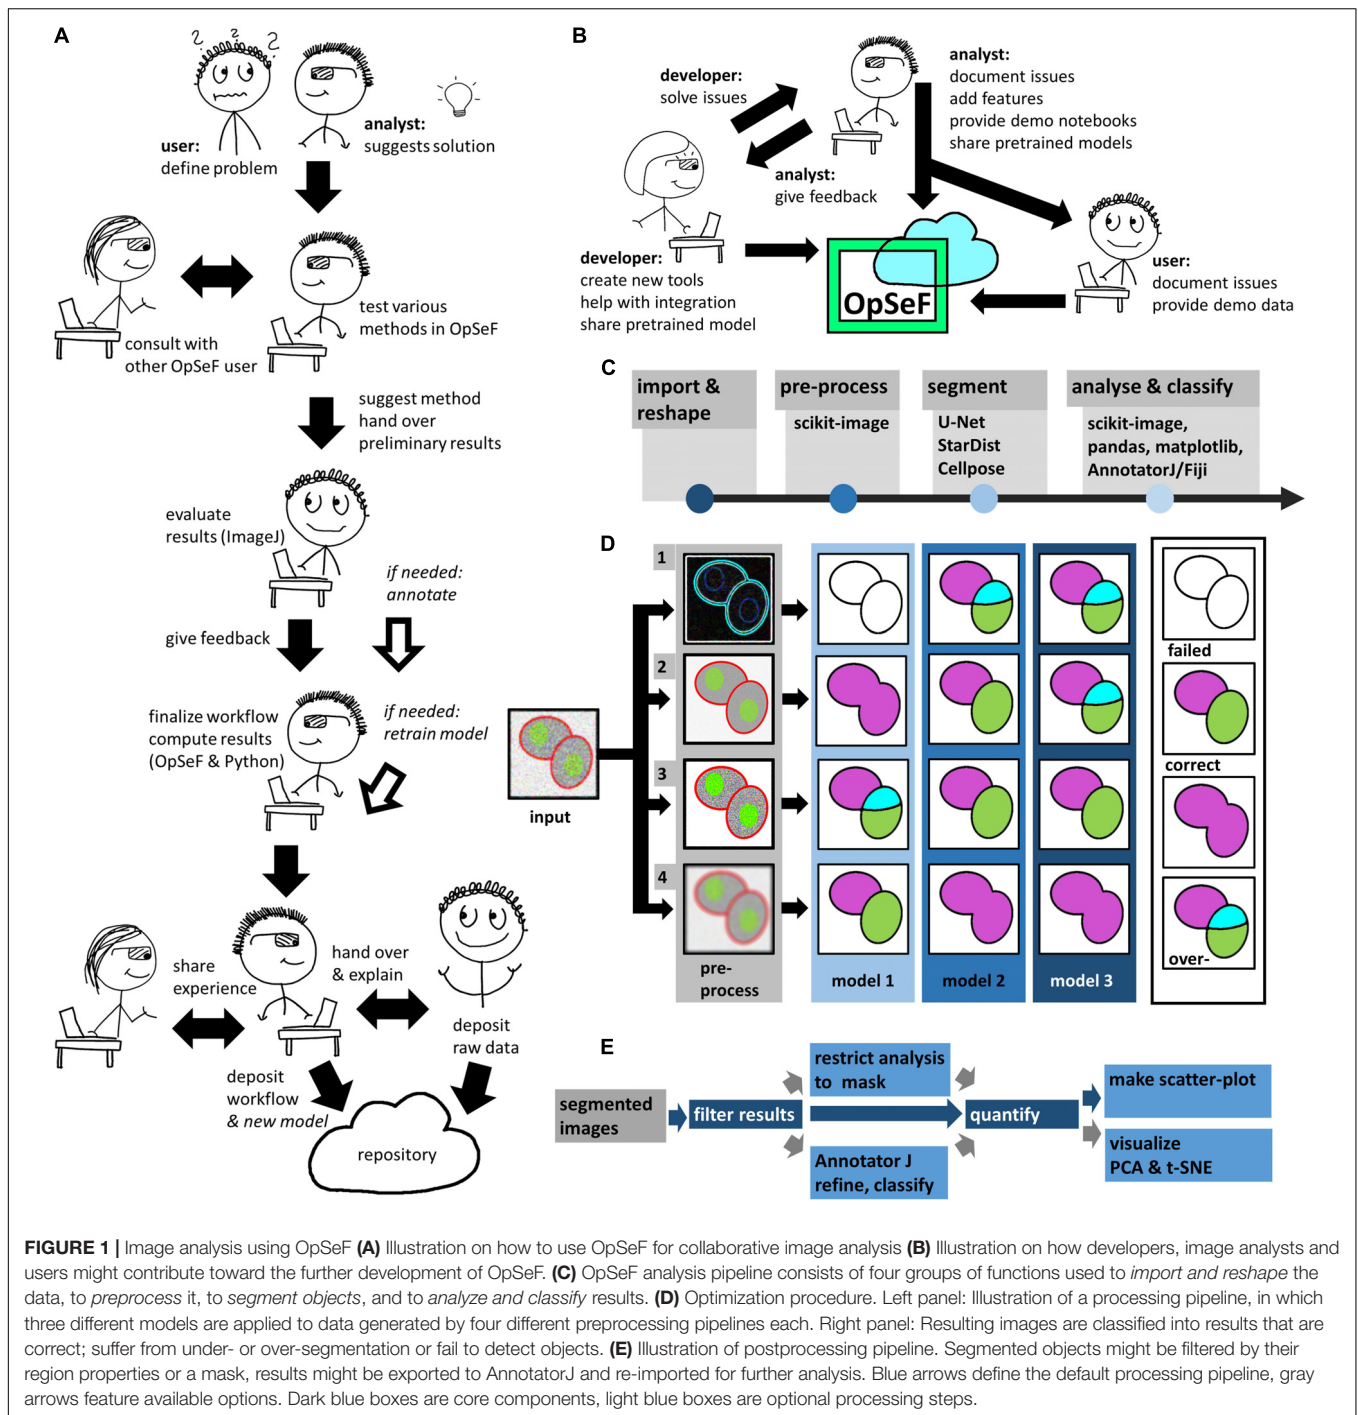 A
? ? ?
user:
define problem
analyst:
suggests solution
consult with
other OpSeF user
test various
methods in OpSeF
suggest method
hand over
preliminary results
evaluate
results (ImageJ)
if needed:
annotate
give feedback
finalize workflow
compute results
(OpSeF & Python)
if needed:
retrain model
share
experience
hand over
& explain
deposit
raw data
deposit
workflow
& new model
repository
B
developer:
solve issues
analyst:
document issues
add features
provide demo notebooks
share pretrained models
analyst:
give feedback
developer:
create new tools
help with integration
share pretrained model
OpSeF
user:
document issues
provide demo data
C
import &
reshape
pre-process
scikit-image
segment
U-Net
StarDist
Cellpose
analyse & classify
scikit-image,
pandas, matplotlib,
AnnotatorJ/Fiji
D
input
1
2
3
4
pre-
process
model 1
model 2
model 3
failed
correct
over-
E
segmented
images
filter results
restrict analysis
to mask
Annotator J
refine, classify
quantify
make scatter-plot
visualize
PCA & t-SNE
FIGURE 1 | Image analysis using OpSeF (A) Illustration on how to use OpSeF for collaborative image analysis (B) Illustration on how developers, image analysts and
users might contribute toward the further development of OpSeF. (C) OpSeF analysis pipeline consists of four groups of functions used to import and reshape the
data, to preprocess it, to segment objects, and to analyze and classify results. (D) Optimization procedure. Left panel: Illustration of a processing pipeline, in which
three different models are applied to data generated by four different preprocessing pipelines each. Right panel: Resulting images are classified into results that are
correct; suffer from under- or over-segmentation or fail to detect objects. (E) Illustration of postprocessing pipeline. Segmented objects might be filtered by their
region properties or a mask, results might be exported to AnnotatorJ and re-imported for further analysis. Blue arrows define the default processing pipeline, gray
arrows feature available options. Dark blue boxes are core components, light blue boxes are optional processing steps.